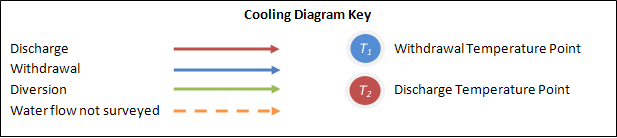 Cooling Diagram Key
Discharge
Withdrawal
Diversion
Water flow not surveyed
T1 Withdrawal Temperature Point
T2 Discharge Temperature Point